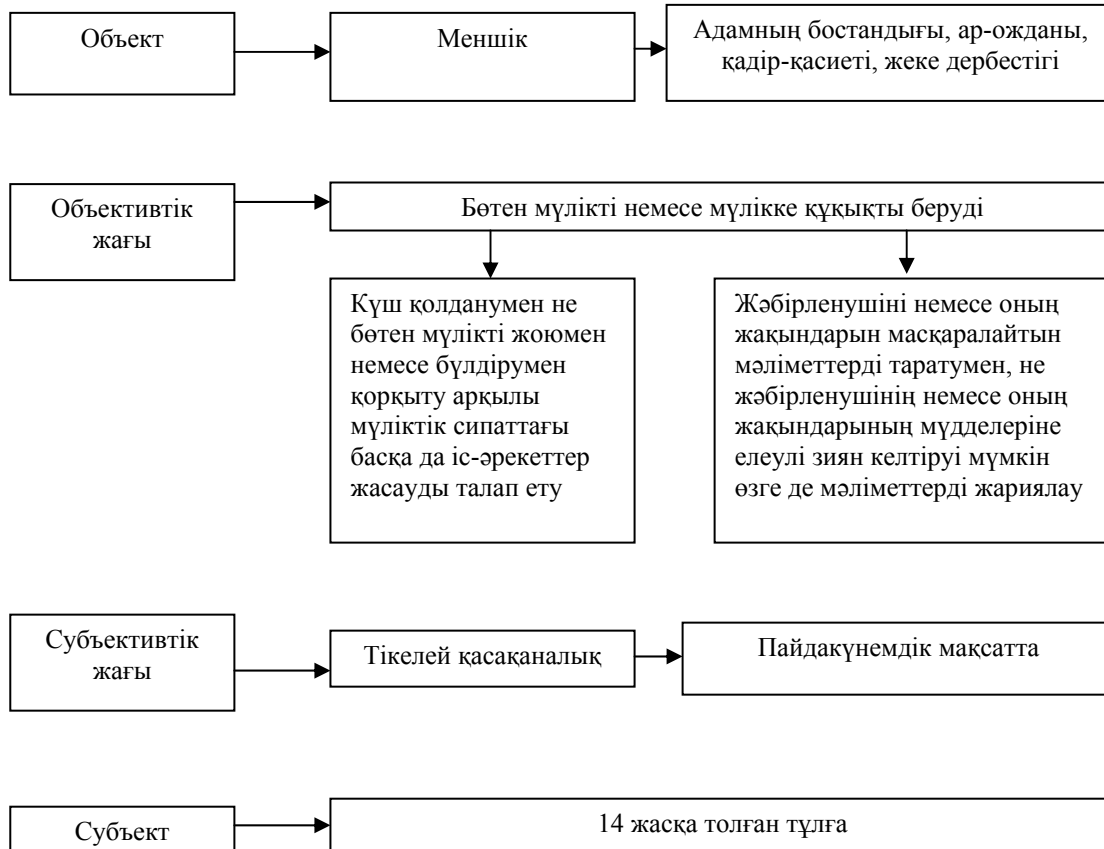 Объект
Меншік
Адамның бостандығы, ар-ожданы,
қадір-қасиеті, жеке дербестігі
Объективтік
жағы
Бөтен мүлікті немесе мүлікке құқықты беруді
Күш қолданумен не
бөтен мүлікті жоюмен
немесе бүлдірумен
қорқыту арқылы
мүліктік сипаттағы
басқа да іс-әрекеттер
жасауды талап ету
Жәбірленушіні немесе оның
жақындарын масқаралайтын
мәліметтерді таратумен, не
жәбірленушінің немесе оның
жақындарының мүдделеріне
елеулі зиян келтіруі мүмкін
өзге де мәліметтерді жариялау
Субъективтік
жағы
Тікелей қасақаналық
Пайдакүнемдік мақсатта
Субъект
14 жасқа толған тұлға